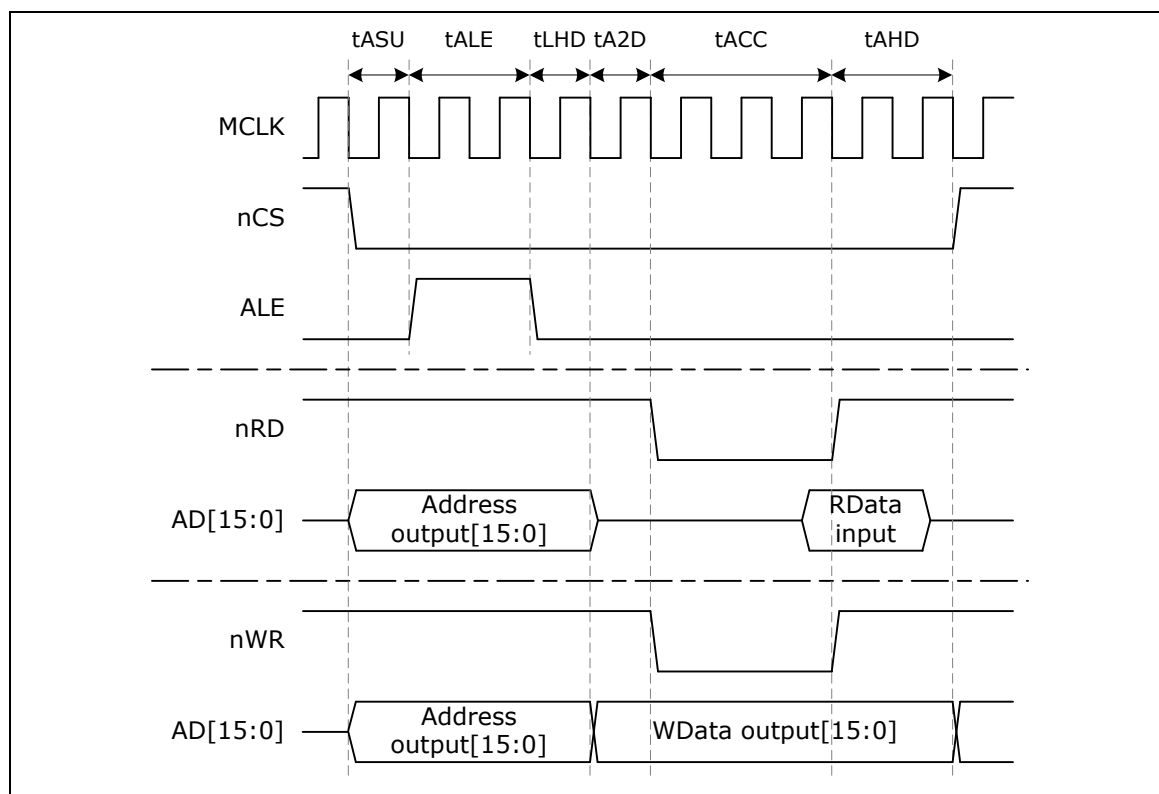 tASU tALE tLHD tA2D tACC tAHD
MCLK
nCS
ALE
nRD
AD[15:0]
Address
output[15:0]
RData
input
nWR
AD[15:0]
Address
output[15:0]
WData output[15:0]